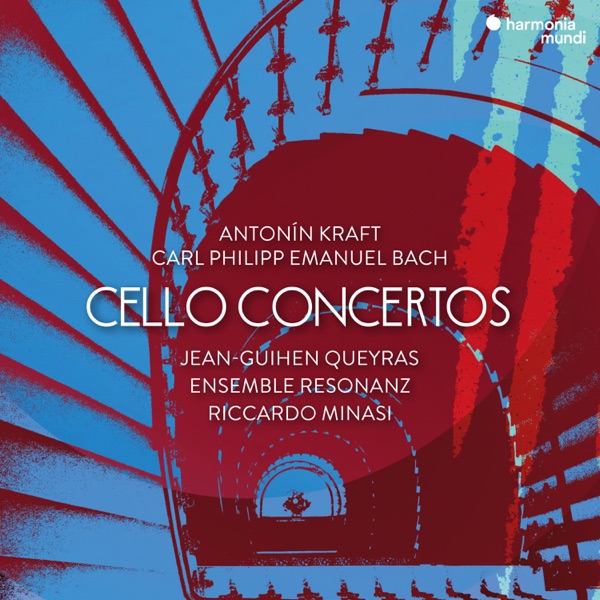 harmonia
mundi
ANTONÍN KRAFT
CARL PHILIPP EMANUEL BACH
CELLO CONCERTOS
JEAN-GUIHEN QUEYRAS
ENSEMBLE RESONANZ
RICCARDO MINASI